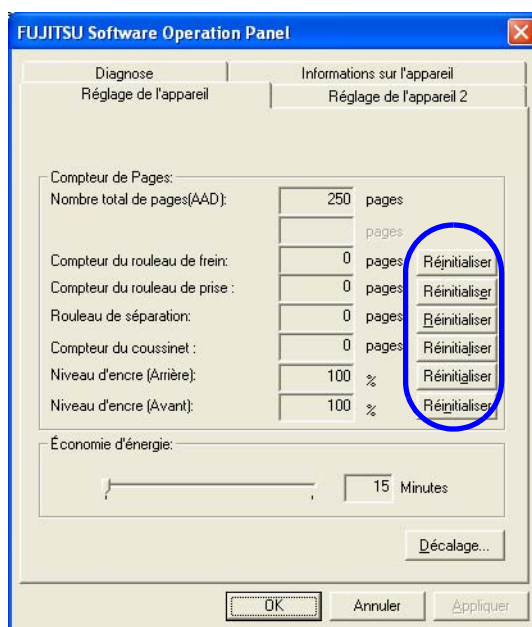 FUJITSU Software Operation Panel
Diagnose Informations sur l'appareil
Réglage de l'appareil Réglage de l'appareil 2
Compteur de Pages:
Nombre total de pages(AAD): 250 pages
pages
Compteur du rouleau de frein: 0 pages Réinitialiser
Compteur du rouleau de prise : 0 pages Réinitialiser
Rouleau de séparation: 0 pages Réinitialiser
Compteur du coussinet : 0 pages Réinitialiser
Niveau d'encre (Arrière): 100 % Réinitialiser
Niveau d'encre (Avant): 100 % Réinitialiser
Économie d'énergie:
15 Minutes
Décalage...
OK Annuler Appliquer